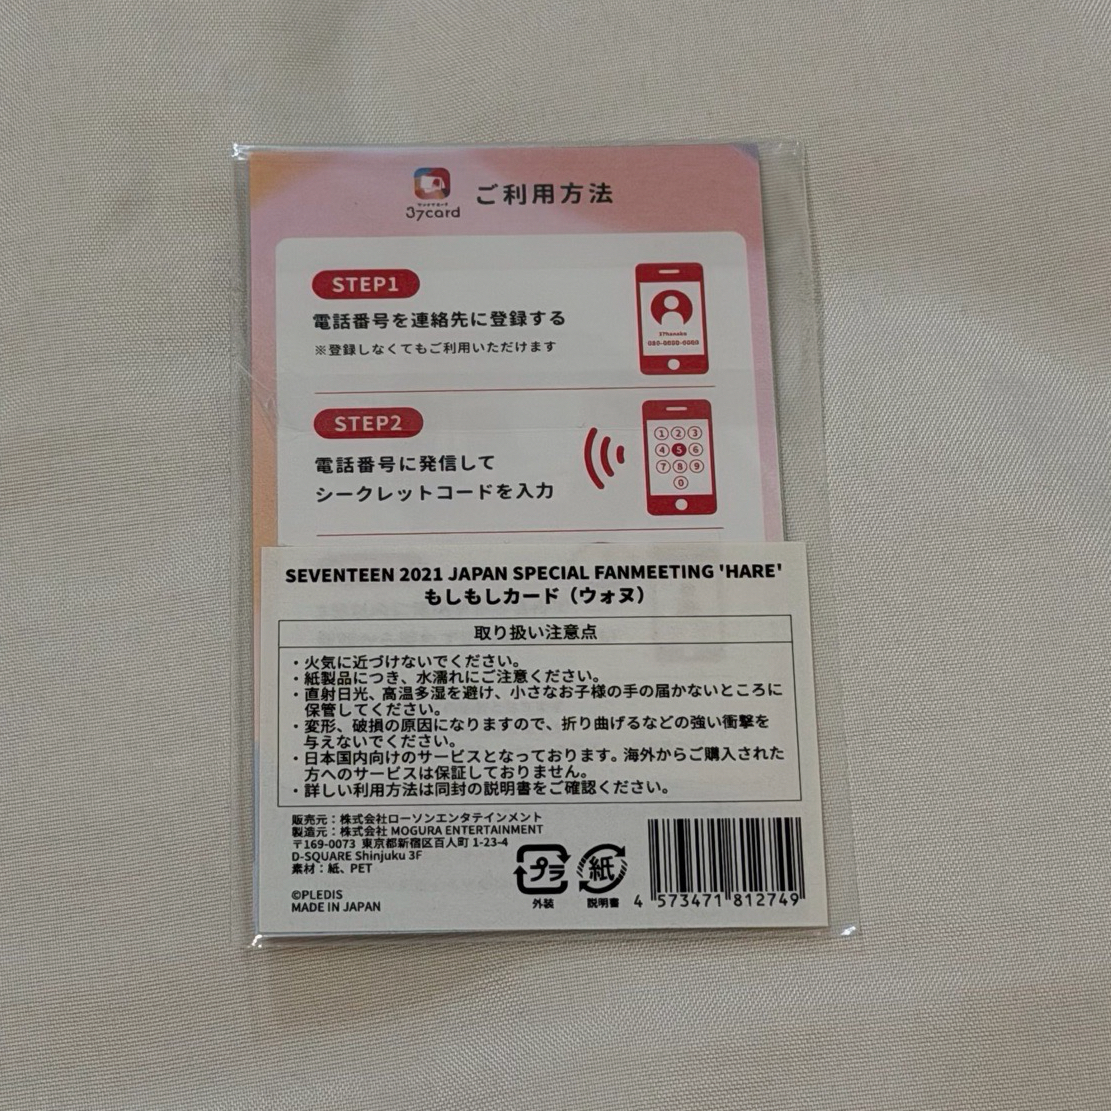 37card
ご利用方法
STEP1
電話番号を連絡先に登録する
※登録しなくてもご利用いただけます
080-0000-0000
STEP2
電話番号に発信して
シークレットコードを入力
1 2 3
4 5 6
7 8 9
0
SEVENTEEN 2021 JAPAN SPECIAL FANMEETING 'HARE'
もしもしカード（ウォヌ）
取り扱い注意点
・火気に近づけないでください。
・紙製品につき、水濡れにご注意ください。
・直射日光、高温多湿を避け、小さなお子様の手の届かないところに
保管してください。
・変形、破損の原因になりますので、折り曲げるなどの強い衝撃を
与えないでください。
・日本国内向けのサービスとなっております。海外からご購入された
方へのサービスは保証しておりません。
・詳しい利用方法は同封の説明書をご確認ください。
販売元：株式会社ローソンエンタテインメント
製造元：株式会社 MOGURA ENTERTAINMENT
〒169-0073 東京都新宿区百人町 1-23-4
D-SQUARE Shinjuku 3F
素材：紙、PET
©PLEDIS
MADE IN JAPAN
プラ
外装
紙
説明書
4 573471 812749